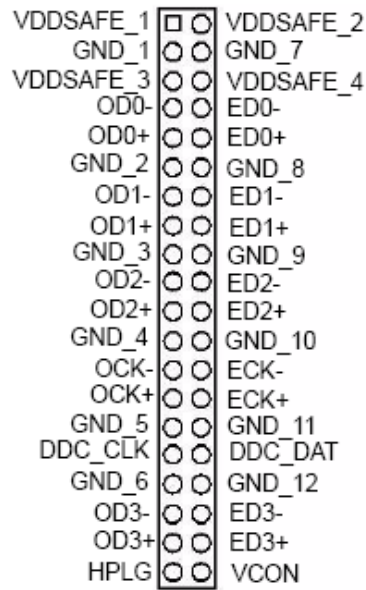 VDDSAFE_1 VDDSAFE_2
GND_1 GND_7
VDDSAFE_3 VDDSAFE_4
OD0- ED0-
OD0+ ED0+
GND_2 GND_8
OD1- ED1-
OD1+ ED1+
GND_3 GND_9
OD2- ED2-
OD2+ ED2+
GND_4 GND_10
OCK- ECK-
OCK+ ECK+
GND_5 GND_11
DDC_CLK DDC_DAT
GND_6 GND_12
OD3- ED3-
OD3+ ED3+
HPLG VCON